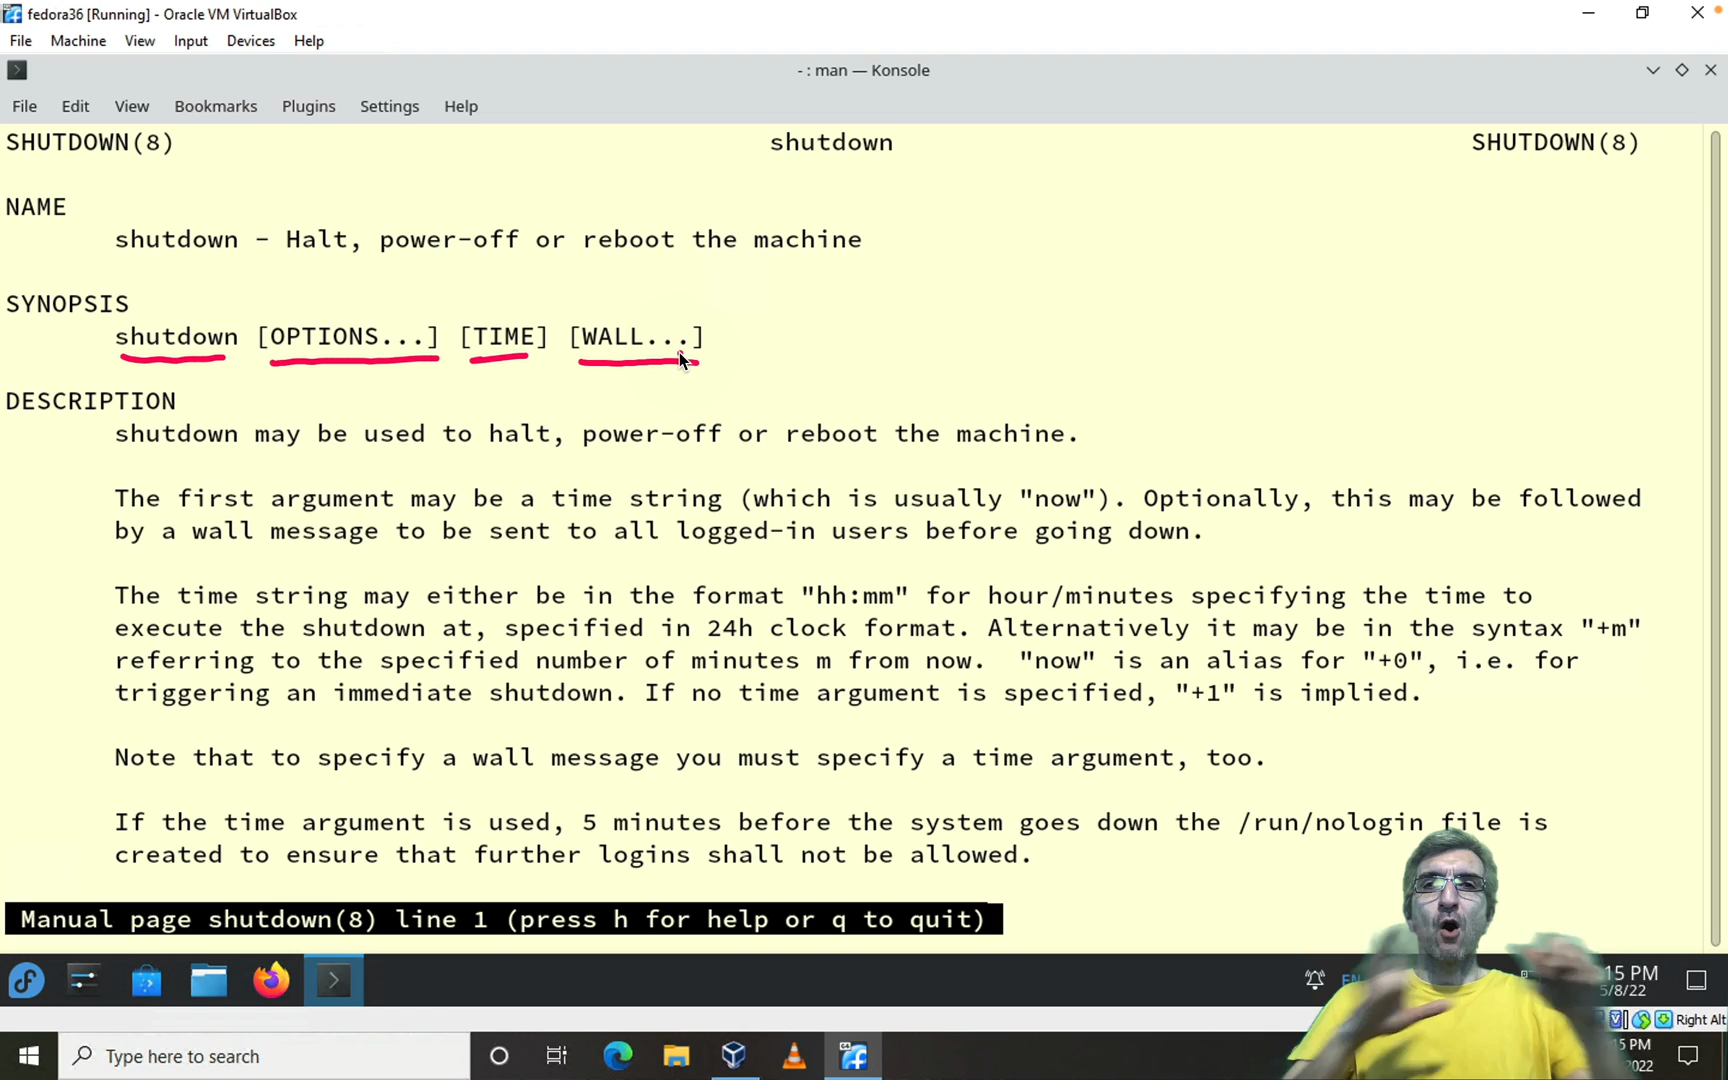 fedora36 [Running] - Oracle VM VirtualBox
File Machine View Input Devices Help
- : man — Konsole
File Edit View Bookmarks Plugins Settings Help
SHUTDOWN(8) shutdown SHUTDOWN(8)
NAME
shutdown - Halt, power-off or reboot the machine
SYNOPSIS
shutdown [OPTIONS...] [TIME] [WALL...]
DESCRIPTION
shutdown may be used to halt, power-off or reboot the machine.
The first argument may be a time string (which is usually "now"). Optionally, this may be followed
by a wall message to be sent to all logged-in users before going down.
The time string may either be in the format "hh:mm" for hour/minutes specifying the time to
execute the shutdown at, specified in 24h clock format. Alternatively it may be in the syntax "+m"
referring to the specified number of minutes m from now. "now" is an alias for "+0", i.e. for
triggering an immediate shutdown. If no time argument is specified, "+1" is implied.
Note that to specify a wall message you must specify a time argument, too.
If the time argument is used, 5 minutes before the system goes down the /run/nologin file is
created to ensure that further logins shall not be allowed.
Manual page shutdown(8) line 1 (press h for help or q to quit)
EN
15 PM
5/8/22
Right Alt
Type here to search
64
15 PM
2022